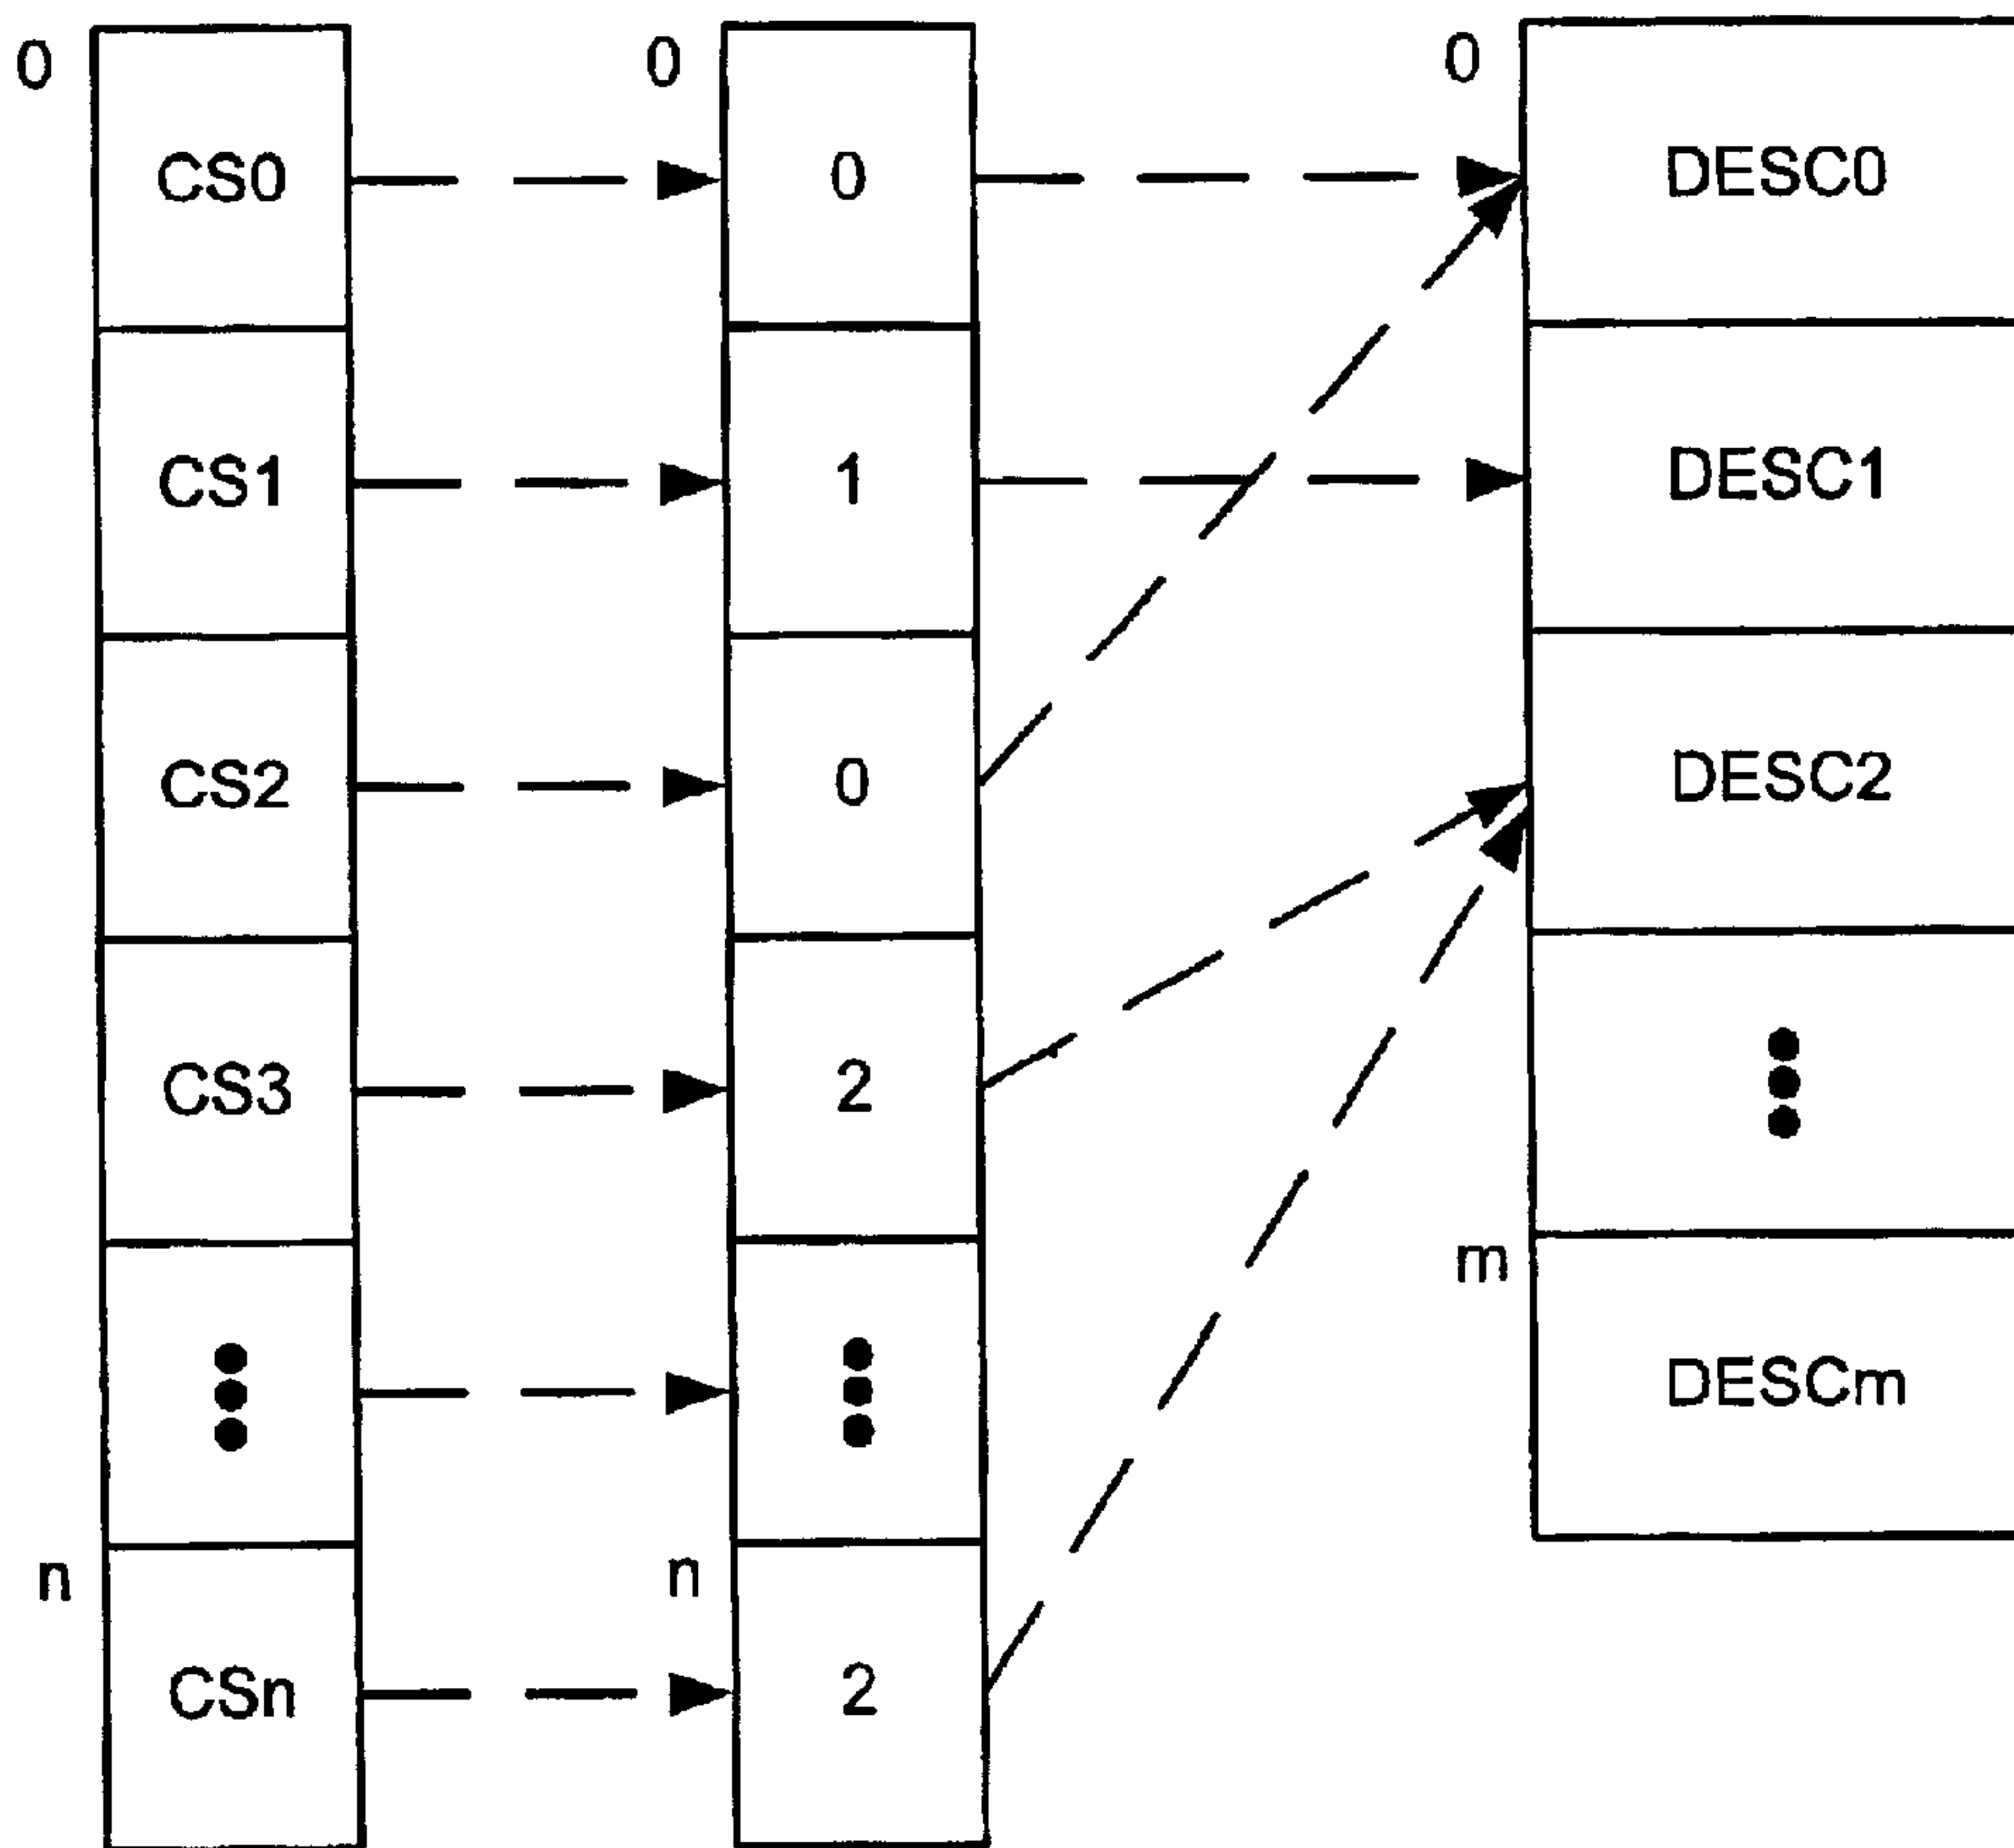 0 0 0
CS0 0 DESC0
CS1 1 DESC1
CS2 0 DESC2
CS3 2
m
DESCm
n n
CSn 2